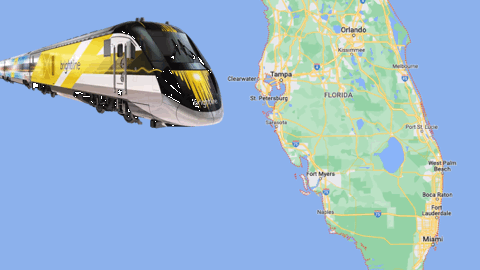 brightline
Orlando
Kissimmee
Melbourne
Clearwater
Tampa
St. Petersburg
FLORIDA
Sarasota
Port St. Lucie
West Palm
Beach
Fort Myers
Boca Raton
Naples
Fort
Lauderdale
Miami